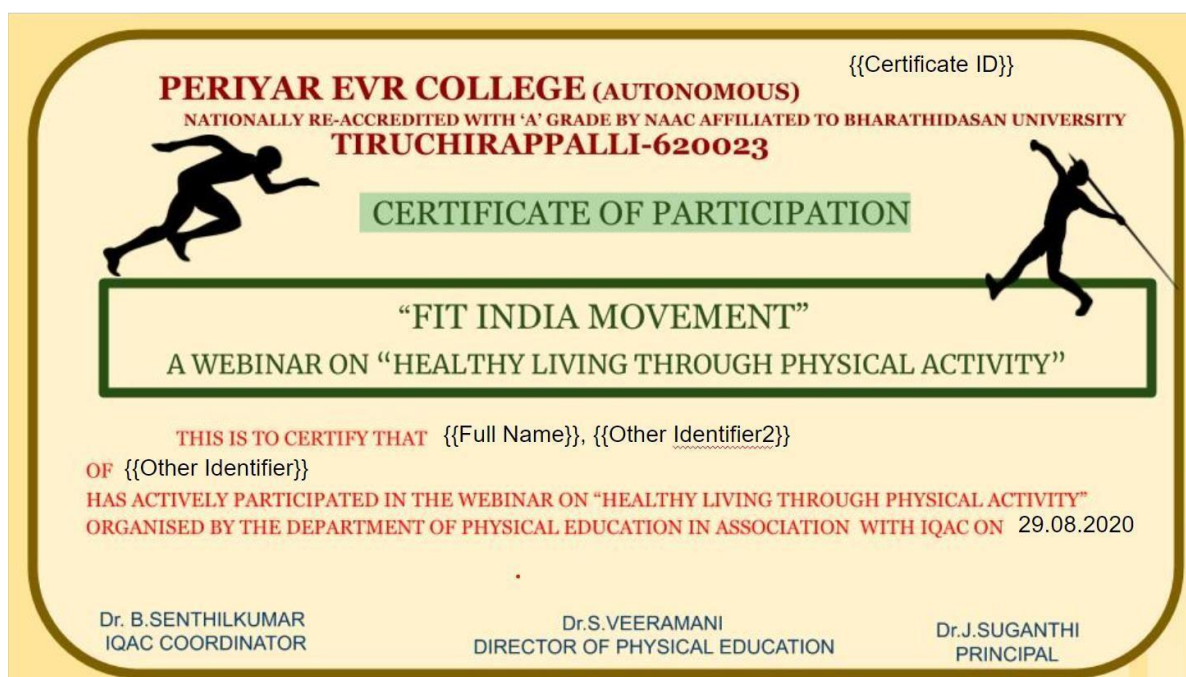 {{Certificate ID}}
PERIYAR EVR COLLEGE (AUTONOMOUS)
NATIONALLY RE-ACCREDITED WITH ‘A’ GRADE BY NAAC AFFILIATED TO BHARATHIDASAN UNIVERSITY
TIRUCHIRAPPALLI-620023
CERTIFICATE OF PARTICIPATION
“FIT INDIA MOVEMENT”
A WEBINAR ON “HEALTHY LIVING THROUGH PHYSICAL ACTIVITY”
THIS IS TO CERTIFY THAT {{Full Name}}, {{Other Identifier2}}
OF {{Other Identifier}}
HAS ACTIVELY PARTICIPATED IN THE WEBINAR ON “HEALTHY LIVING THROUGH PHYSICAL ACTIVITY”
ORGANISED BY THE DEPARTMENT OF PHYSICAL EDUCATION IN ASSOCIATION WITH IQAC ON 29.08.2020
Dr. B.SENTHILKUMAR
IQAC COORDINATOR
Dr.S.VEERAMANI
DIRECTOR OF PHYSICAL EDUCATION
Dr.J.SUGANTHI
PRINCIPAL